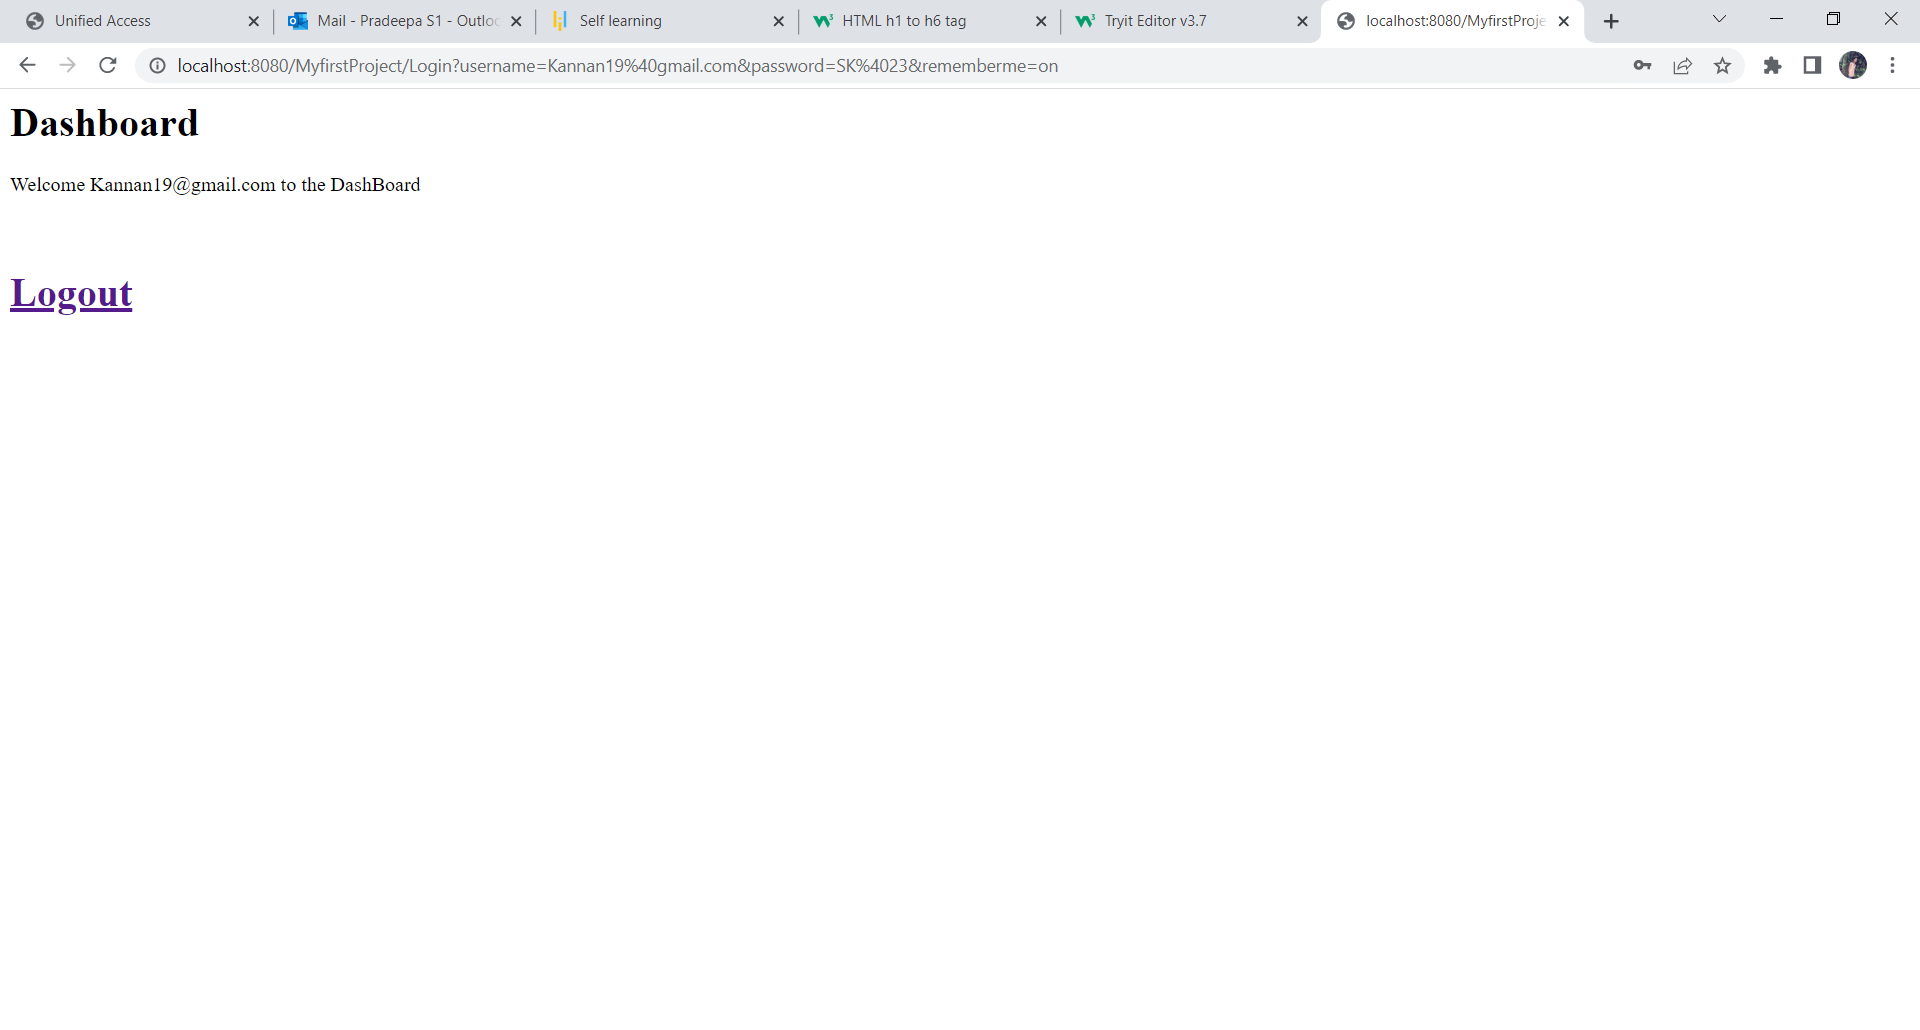 Unified Access
Mail - Pradeepa S1 - Outloo
Self learning
HTML h1 to h6 tag
Tryit Editor v3.7
localhost:8080/MyfirstProje
localhost:8080/MyfirstProject/Login?username=Kannan19%40gmail.com&password=SK%4023&rememberme=on
Dashboard
Welcome Kannan19@gmail.com to the DashBoard
Logout